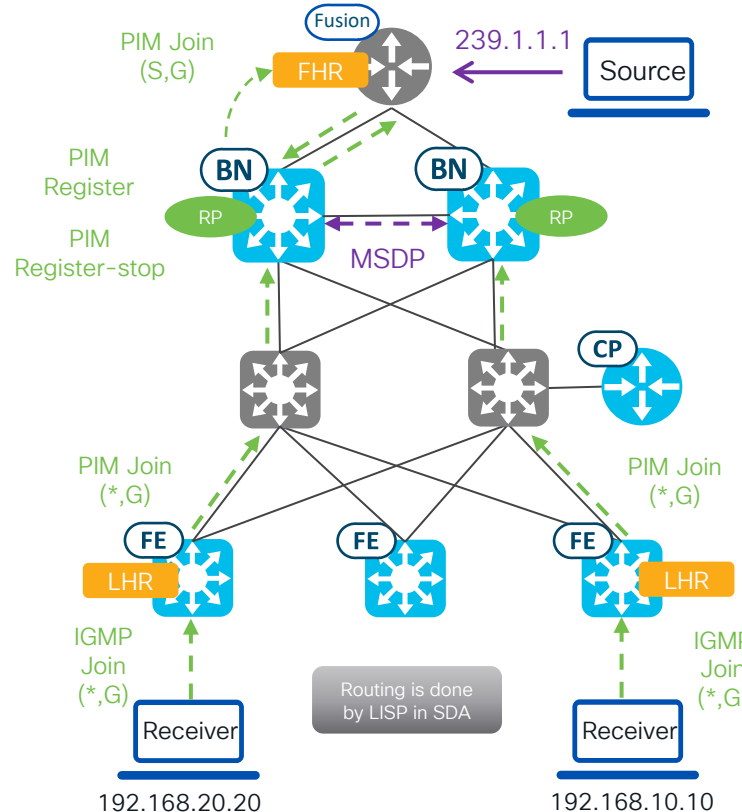 Fusion
PIM Join
(S,G)
FHR
239.1.1.1
Source
PIM
Register
BN
BN
RP
RP
PIM
Register-stop
MSDP
CP
PIM Join
(*,G)
PIM Join
(*,G)
FE
FE
FE
LHR
LHR
IGMP
Join
(*,G)
IGMP
Join
(*,G)
Routing is done
by LISP in SDA
Receiver
Receiver
192.168.20.20
192.168.10.10